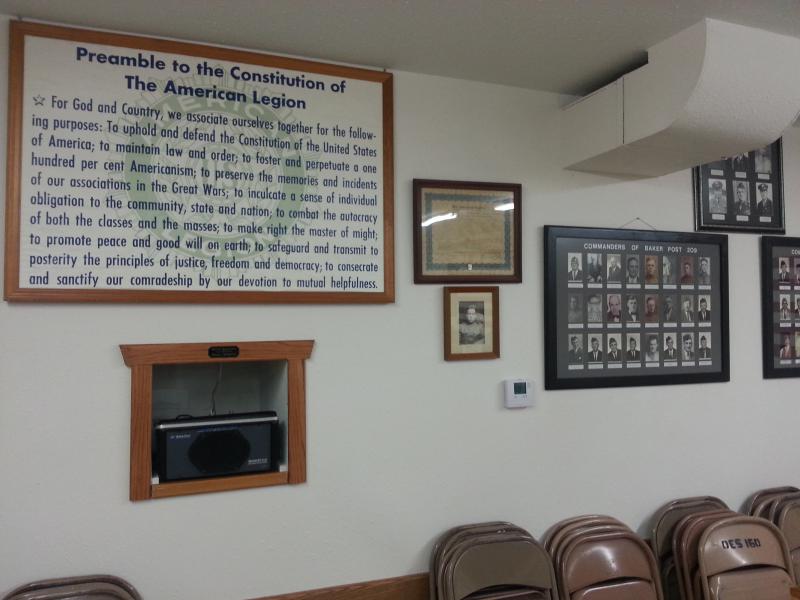 Preamble to the Constitution of
The American Legion
☆ For God and Country, we associate ourselves together for the follow-
ing purposes: To uphold and defend the Constitution of the United States
of America; to maintain law and order; to foster and perpetuate a one
hundred per cent Americanism; to preserve the memories and incidents
of our associations in the Great Wars; to inculcate a sense of individual
obligation to the community, state and nation; to combat the autocracy
of both the classes and the masses; to make right the master of might;
to promote peace and good will on earth; to safeguard and transmit to
posterity the principles of justice, freedom and democracy; to consecrate
and sanctify our comradeship by our devotion to mutual helpfulness.
COMMANDERS OF BAKER POST 209
OES 160